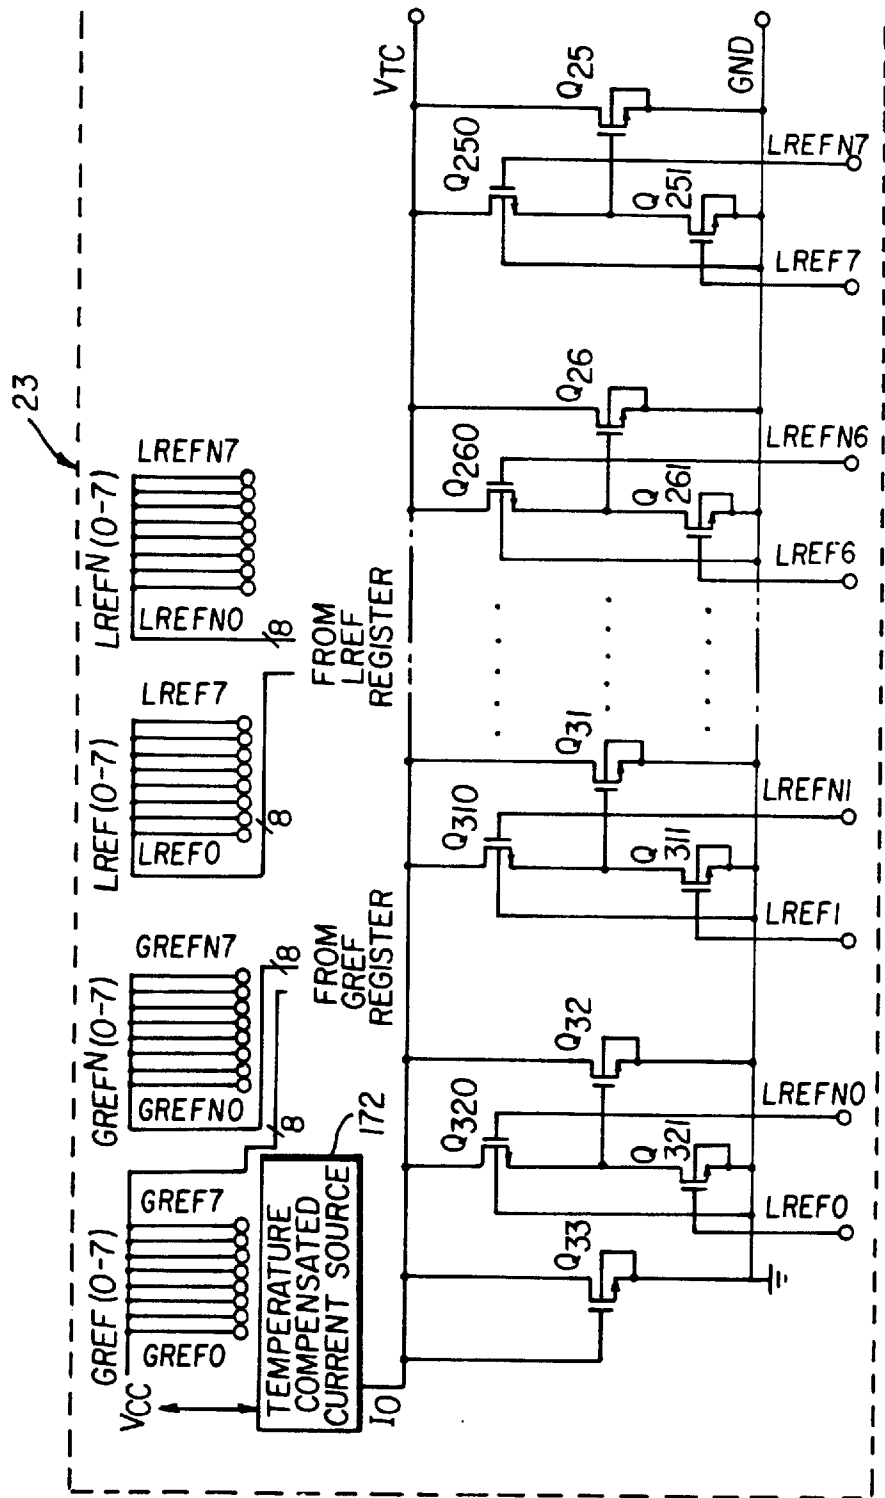 23
GREF (0-7)
GREFN (0-7)
LREF (0-7)
LREFN (0-7)
VCC
GREF0
GREF7
GREFN0
GREFN7
LREF0
LREF7
LREFN0
LREFN7
8
8
8
8
FROM
GREF
REGISTER
FROM
LREF
REGISTER
172
TEMPERATURE
COMPENSATED
CURRENT SOURCE
IO
VTC
Q33
Q320
Q32
Q321
Q310
Q31
Q311
Q260
Q26
Q261
Q250
Q25
Q251
GND
LREF0
LREFN0
LREF1
LREFN1
LREF6
LREFN6
LREF7
LREFN7